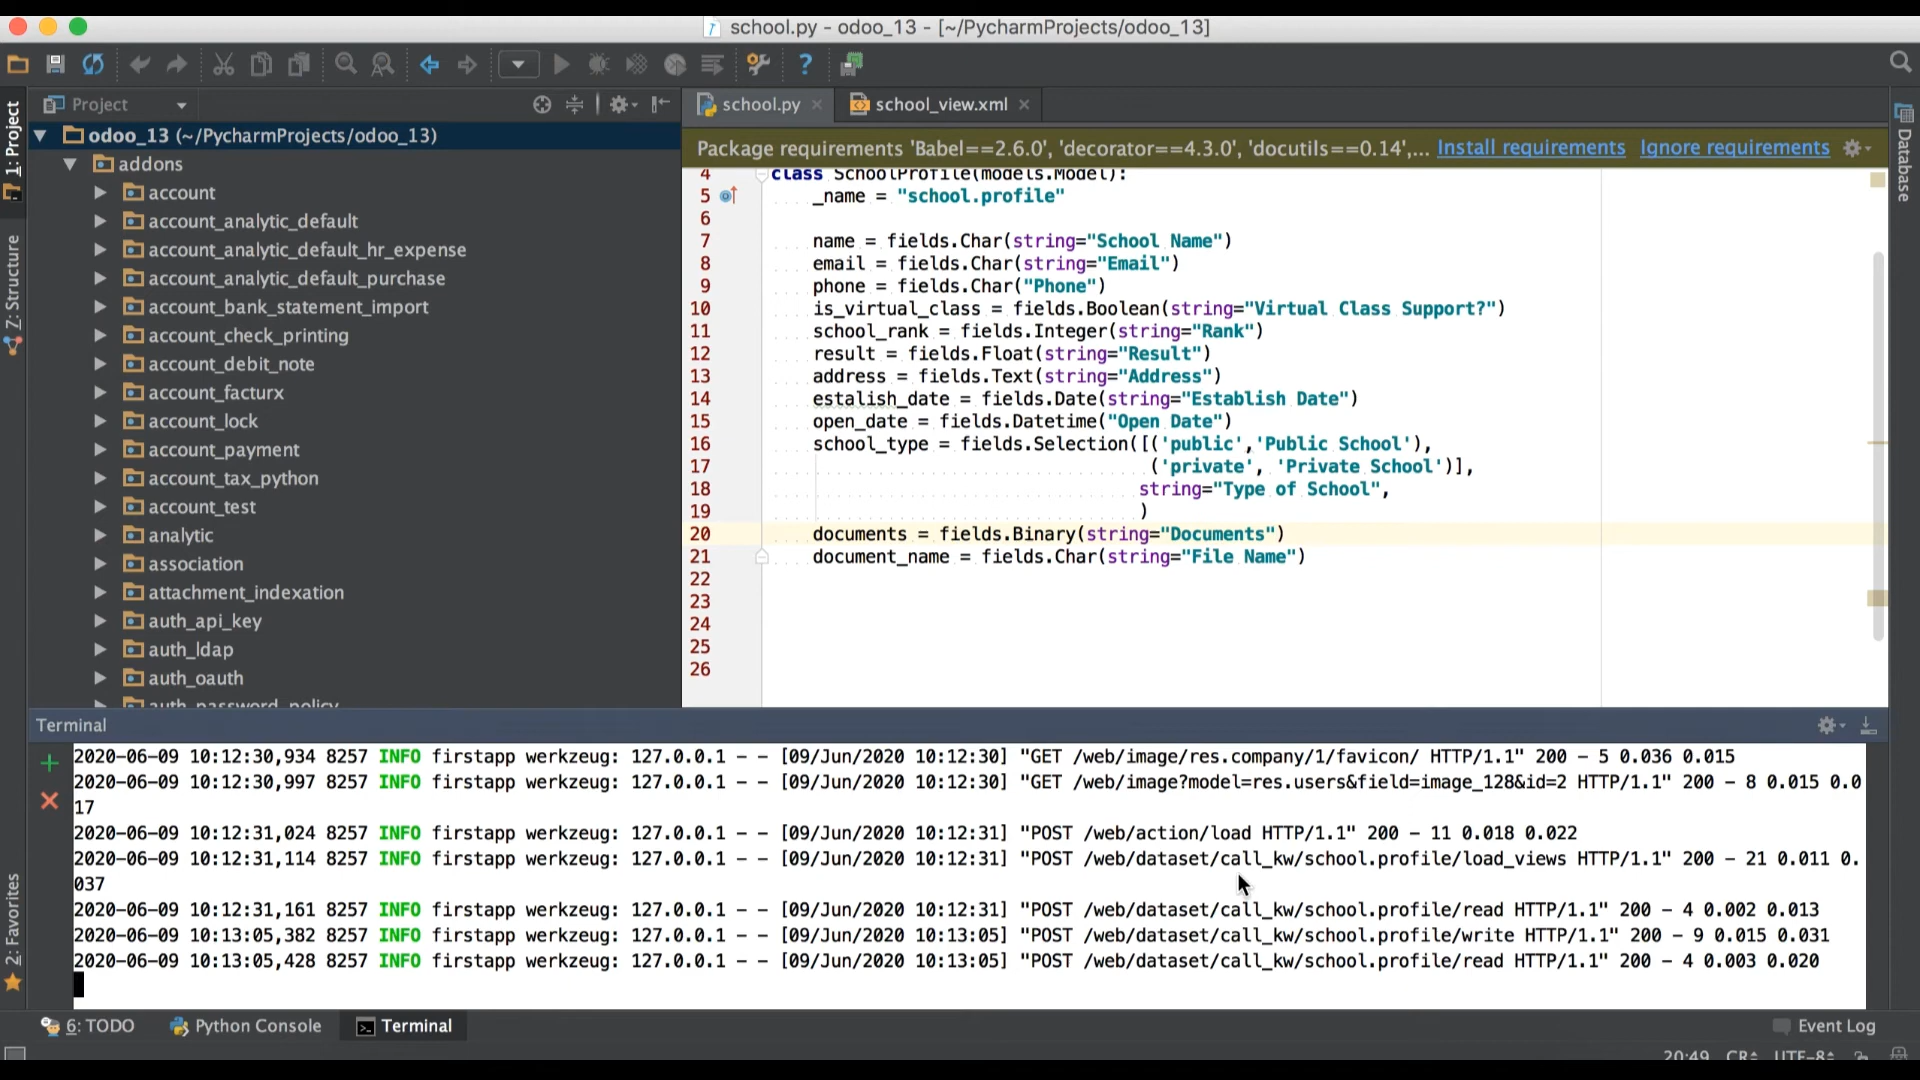 school.py - odoo_13 - [~/PycharmProjects/odoo_13]
Project
school.py
school_view.xml
1: Project
Z: Structure
2: Favorites
Database
odoo_13 (~/PycharmProjects/odoo_13)
addons
account
account_analytic_default
account_analytic_default_hr_expense
account_analytic_default_purchase
account_bank_statement_import
account_check_printing
account_debit_note
account_facturx
account_lock
account_payment
account_tax_python
account_test
analytic
association
attachment_indexation
auth_api_key
auth_ldap
auth_oauth
auth_password_policy
Package requirements 'Babel==2.6.0', 'decorator==4.3.0', 'docutils==0.14',... Install requirements Ignore requirements
4 class SchoolProfile(models.Model):
5 _name = "school.profile"
6
7 name = fields.Char(string="School Name")
8 email = fields.Char(string="Email")
9 phone = fields.Char("Phone")
10 is_virtual_class = fields.Boolean(string="Virtual Class Support?")
11 school_rank = fields.Integer(string="Rank")
12 result = fields.Float(string="Result")
13 address = fields.Text(string="Address")
14 estalish_date = fields.Date(string="Establish Date")
15 open_date = fields.Datetime("Open Date")
16 school_type = fields.Selection([('public','Public School'),
17 ('private', 'Private School')],
18 string="Type of School",
19 )
20 documents = fields.Binary(string="Documents")
21 document_name = fields.Char(string="File Name")
22
23
24
25
26
Terminal
2020-06-09 10:12:30,934 8257 INFO firstapp werkzeug: 127.0.0.1 - - [09/Jun/2020 10:12:30] "GET /web/image/res.company/1/favicon/ HTTP/1.1" 200 - 5 0.036 0.015
2020-06-09 10:12:30,997 8257 INFO firstapp werkzeug: 127.0.0.1 - - [09/Jun/2020 10:12:30] "GET /web/image?model=res.users&field=image_128&id=2 HTTP/1.1" 200 - 8 0.015 0.0
17
2020-06-09 10:12:31,024 8257 INFO firstapp werkzeug: 127.0.0.1 - - [09/Jun/2020 10:12:31] "POST /web/action/load HTTP/1.1" 200 - 11 0.018 0.022
2020-06-09 10:12:31,114 8257 INFO firstapp werkzeug: 127.0.0.1 - - [09/Jun/2020 10:12:31] "POST /web/dataset/call_kw/school.profile/load_views HTTP/1.1" 200 - 21 0.011 0.
037
2020-06-09 10:12:31,161 8257 INFO firstapp werkzeug: 127.0.0.1 - - [09/Jun/2020 10:12:31] "POST /web/dataset/call_kw/school.profile/read HTTP/1.1" 200 - 4 0.002 0.013
2020-06-09 10:13:05,382 8257 INFO firstapp werkzeug: 127.0.0.1 - - [09/Jun/2020 10:13:05] "POST /web/dataset/call_kw/school.profile/write HTTP/1.1" 200 - 9 0.015 0.031
2020-06-09 10:13:05,428 8257 INFO firstapp werkzeug: 127.0.0.1 - - [09/Jun/2020 10:13:05] "POST /web/dataset/call_kw/school.profile/read HTTP/1.1" 200 - 4 0.003 0.020
6: TODO
Python Console
Terminal
Event Log
20:49 CR UTF-8